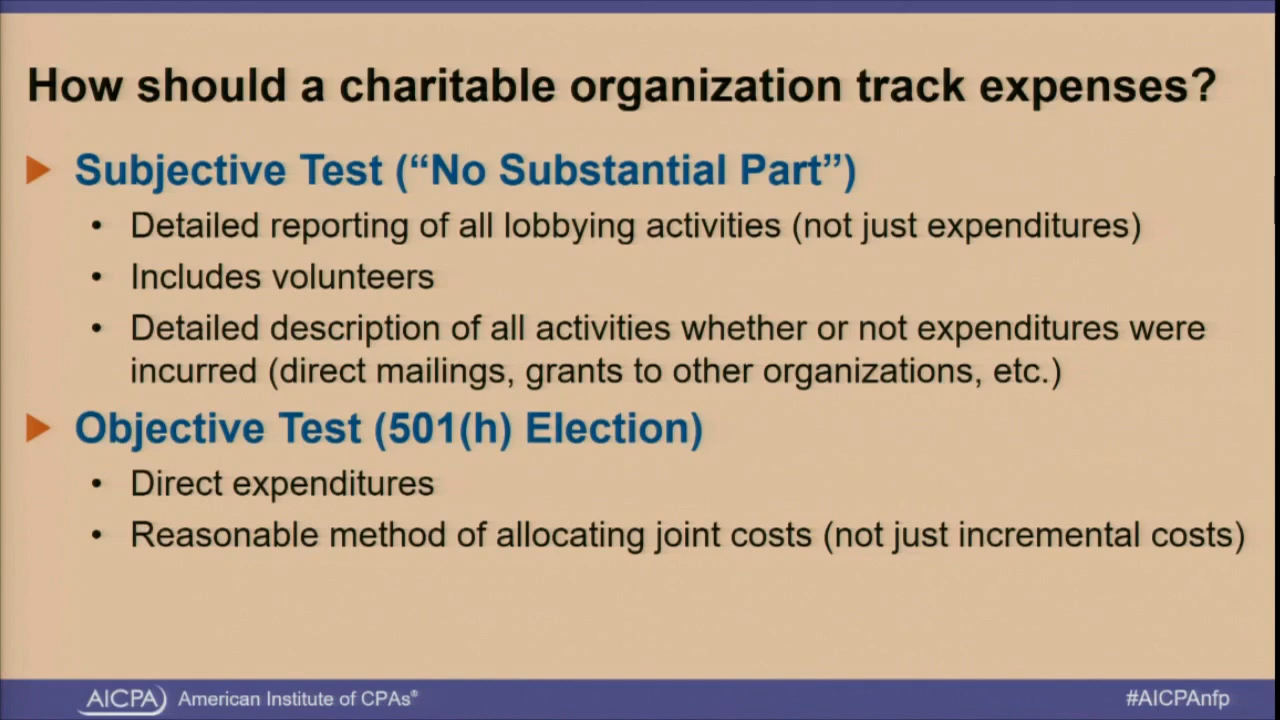 How should a charitable organization track expenses?
Subjective Test (“No Substantial Part”)
• Detailed reporting of all lobbying activities (not just expenditures)
• Includes volunteers
• Detailed description of all activities whether or not expenditures were
incurred (direct mailings, grants to other organizations, etc.)
Objective Test (501(h) Election)
• Direct expenditures
• Reasonable method of allocating joint costs (not just incremental costs)
AICPA American Institute of CPAs® #AICPAnfp